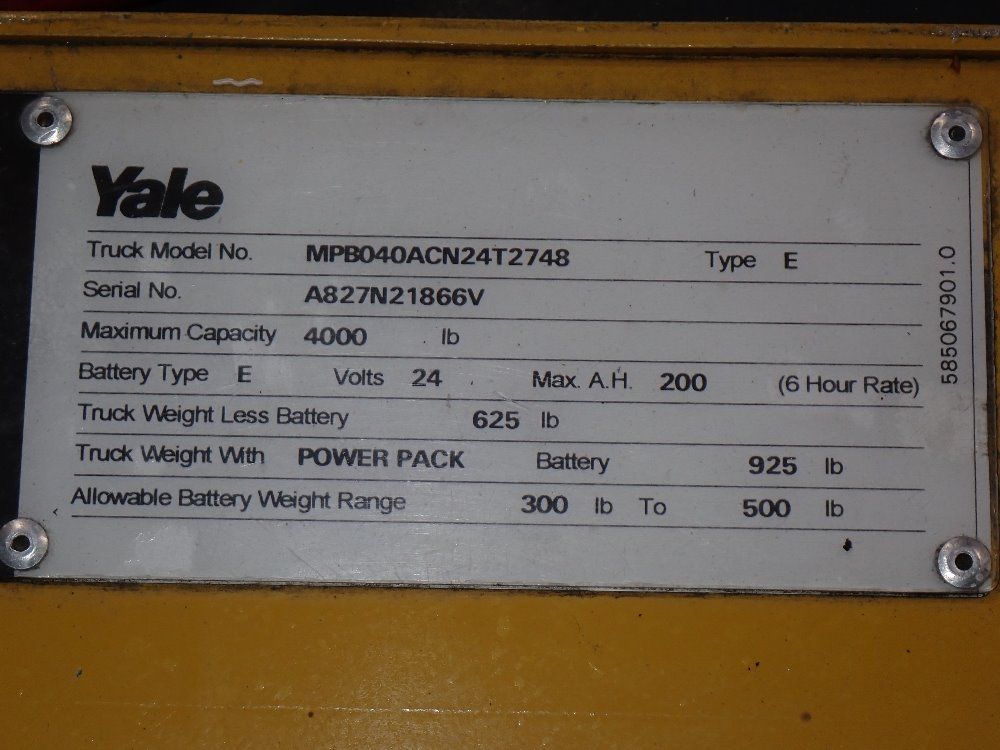 Yale
Truck Model No. MPB040ACN24T2748 Type E
Serial No. A827N21866V
Maximum Capacity 4000 lb
Battery Type E Volts 24 Max. A.H. 200 (6 Hour Rate)
Truck Weight Less Battery 625 lb
Truck Weight With POWER PACK Battery 925 lb
Allowable Battery Weight Range 300 lb To 500 lb
585067901.0